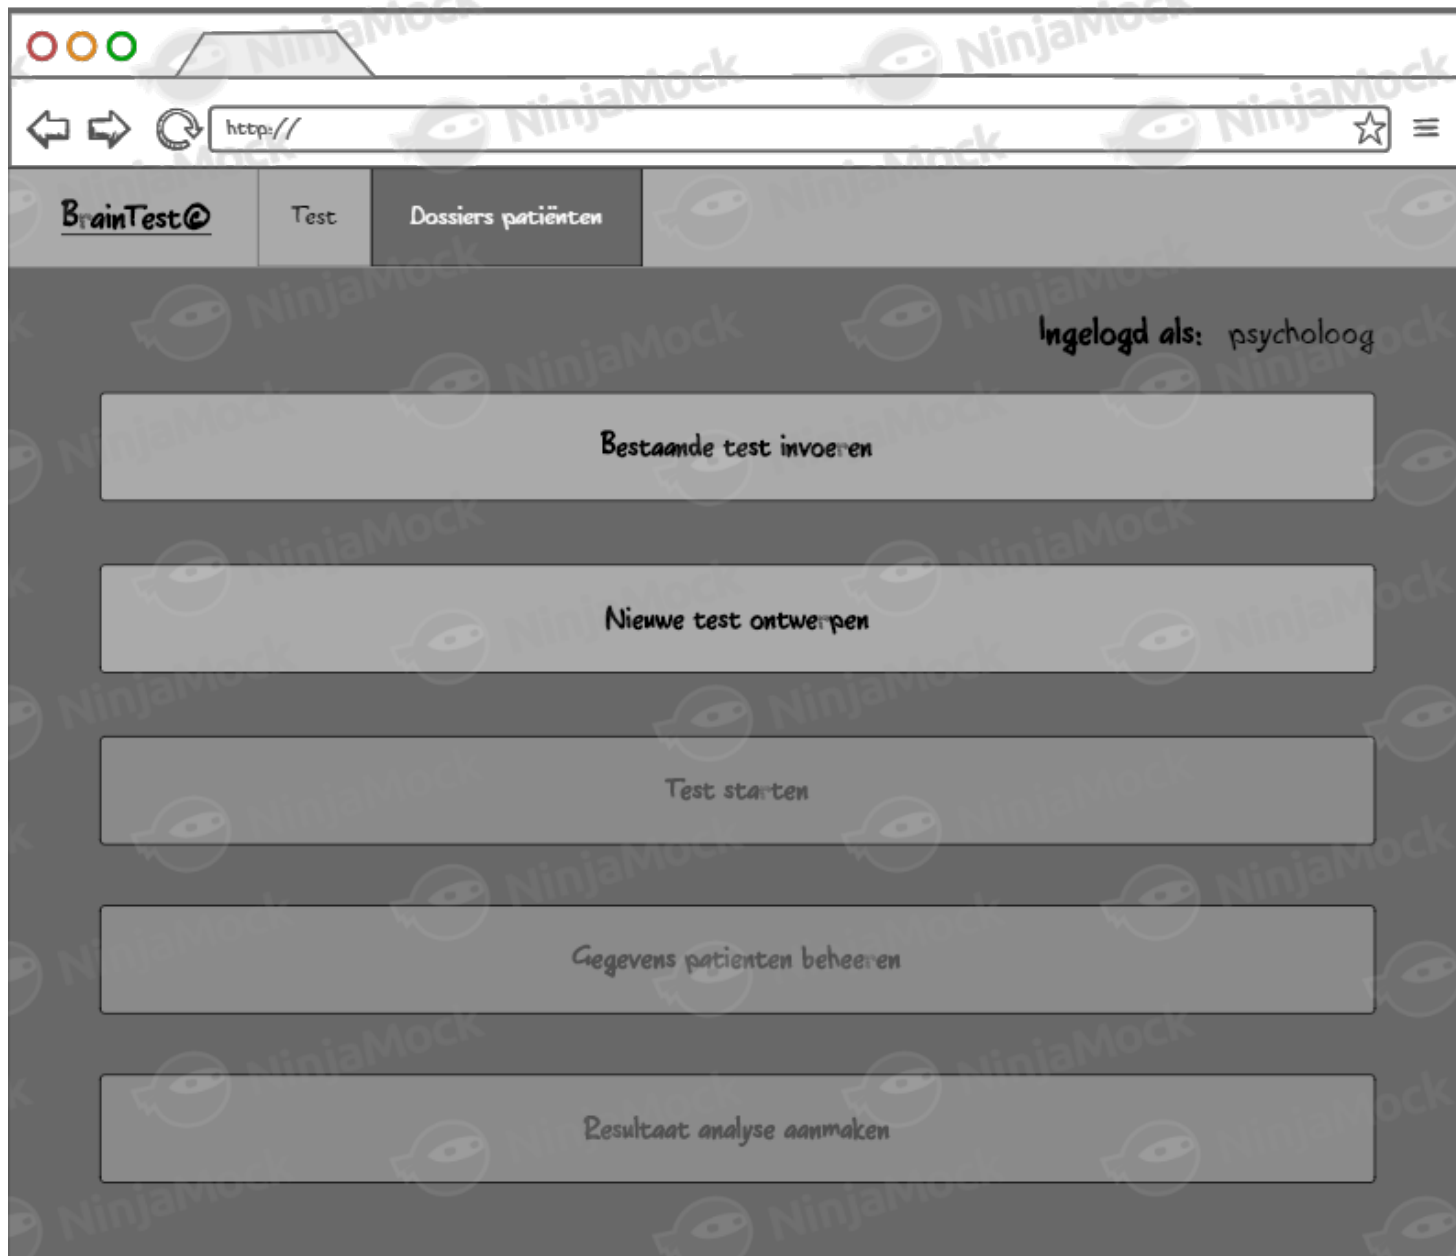 http://
BrainTest©
Test
Dossiers patiënten
Ingelogd als: psycholoog
Bestaande test invoeren
Nieuwe test ontwerpen
Test starten
Gegevens patienten beheeren
Resultaat analyse aanmaken
NinjaMock